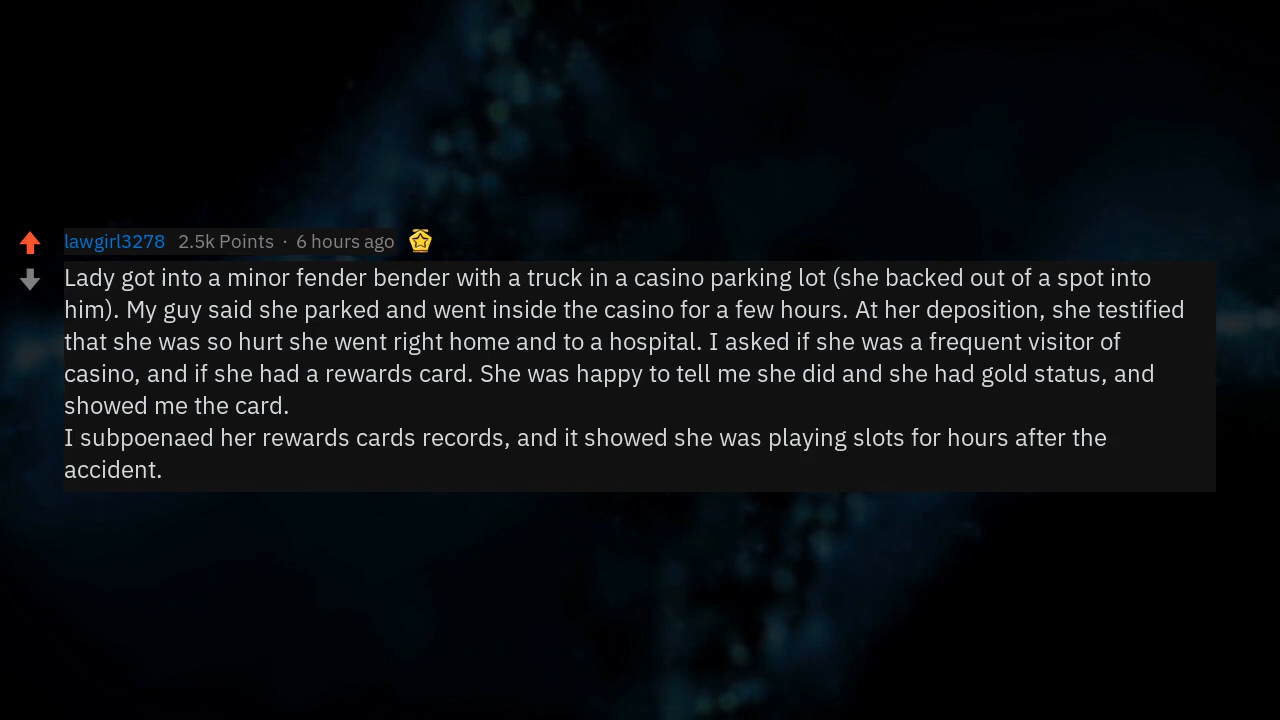 lawgirl3278 2.5k Points · 6 hours ago
Lady got into a minor fender bender with a truck in a casino parking lot (she backed out of a spot into
him). My guy said she parked and went inside the casino for a few hours. At her deposition, she testified
that she was so hurt she went right home and to a hospital. I asked if she was a frequent visitor of
casino, and if she had a rewards card. She was happy to tell me she did and she had gold status, and
showed me the card.
I subpoenaed her rewards cards records, and it showed she was playing slots for hours after the
accident.